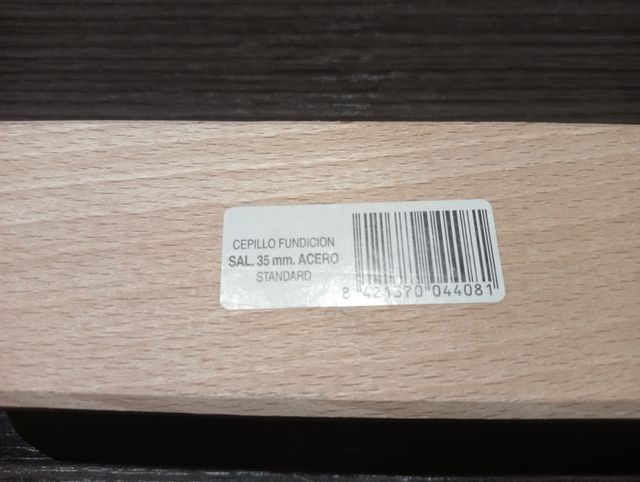 CEPILLO FUNDICION
SAL. 35 mm. ACERO
STANDARD
8 421370 044081